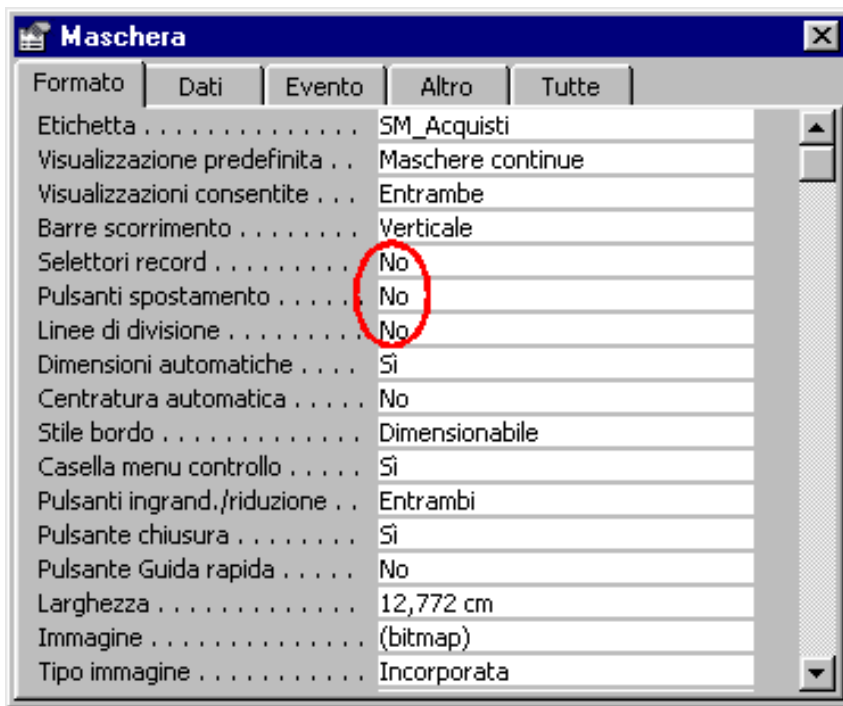 Maschera
Formato Dati Evento Altro Tutte
Etichetta . . . . . . . . . . . . . . SM_Acquisti
Visualizzazione predefinita . . Maschere continue
Visualizzazioni consentite . . . Entrambe
Barre scorrimento . . . . . . . . Verticale
Selettori record . . . . . . . . . No
Pulsanti spostamento . . . . . . No
Linee di divisione . . . . . . . . . No
Dimensioni automatiche . . . . Sì
Centratura automatica . . . . . No
Stile bordo . . . . . . . . . . . . . Dimensionabile
Casella menu controllo . . . . . Sì
Pulsanti ingrand./riduzione . . Entrambi
Pulsante chiusura . . . . . . . . Sì
Pulsante Guida rapida . . . . . No
Larghezza . . . . . . . . . . . . . 12,772 cm
Immagine . . . . . . . . . . . . . . (bitmap)
Tipo immagine . . . . . . . . . . . Incorporata